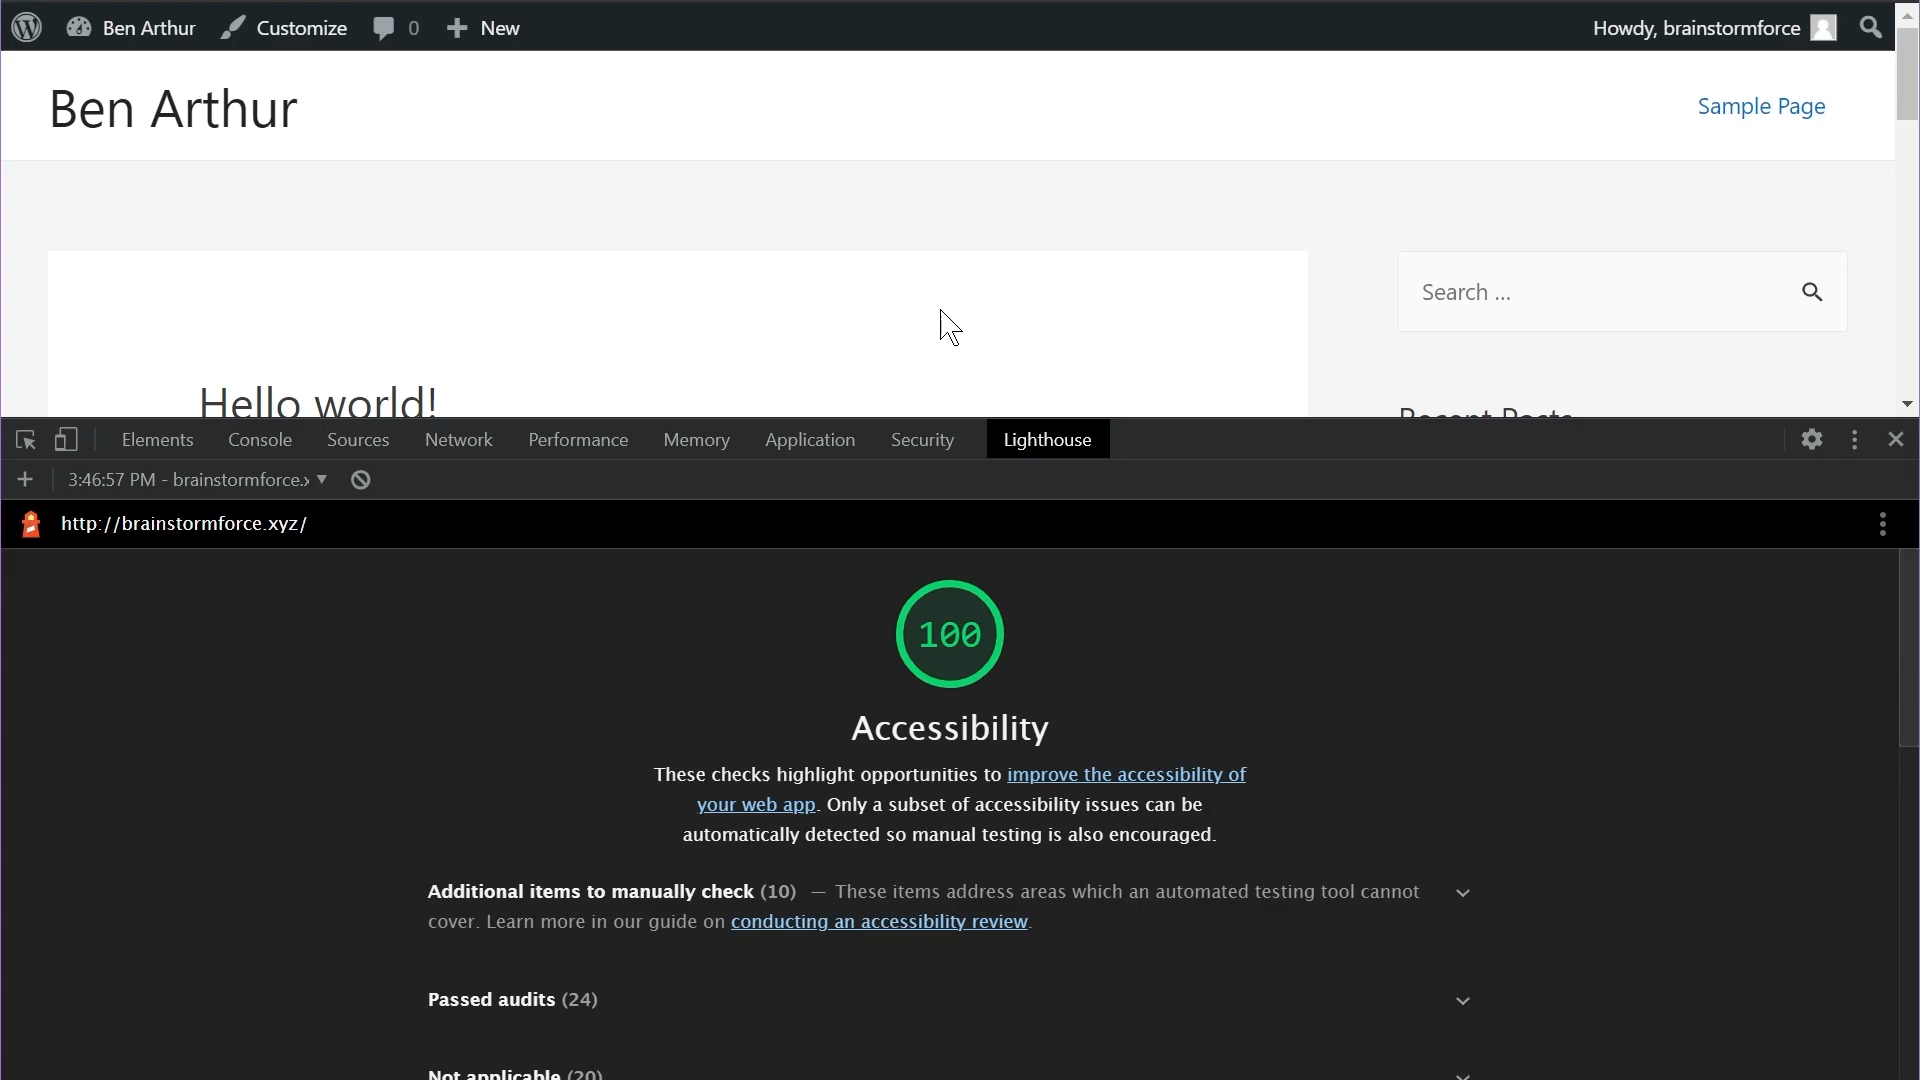 Ben Arthur Customize 0 New Howdy, brainstormforce
Ben Arthur
Sample Page
Search ...
Hello world!
Recent Posts
Elements Console Sources Network Performance Memory Application Security Lighthouse
3:46:57 PM - brainstormforce.x
http://brainstormforce.xyz/
100
Accessibility
These checks highlight opportunities to improve the accessibility of
your web app. Only a subset of accessibility issues can be
automatically detected so manual testing is also encouraged.
Additional items to manually check (10) — These items address areas which an automated testing tool cannot
cover. Learn more in our guide on conducting an accessibility review.
Passed audits (24)
Not applicable (20)